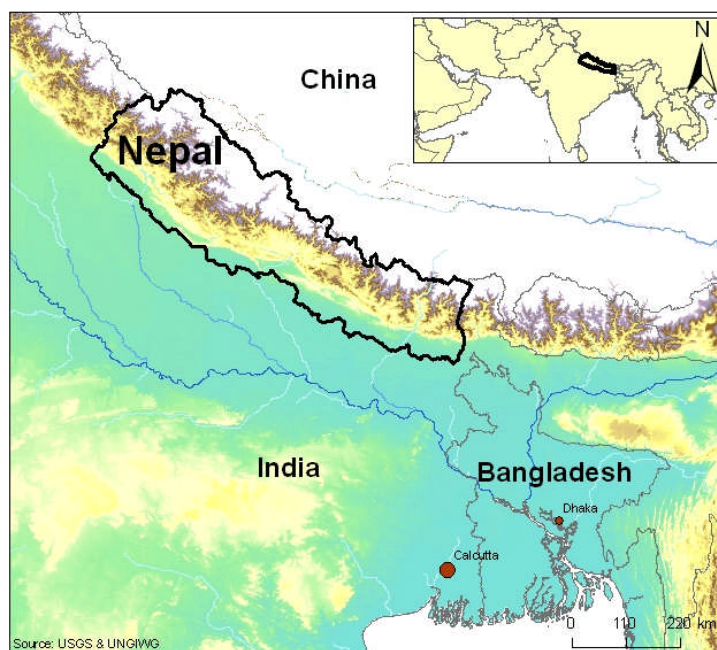 N
China
Nepal
India
Bangladesh
Dhaka
Calcutta
0 110 220 km
Source: USGS & UNGIWG